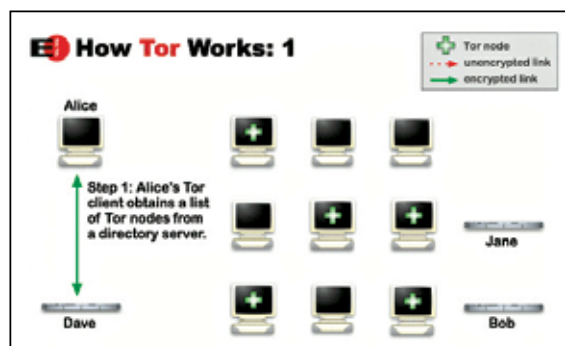 How Tor Works: 1
Tor node
unencrypted link
encrypted link
Alice
Step 1: Alice's Tor
client obtains a list
of Tor nodes from
a directory server.
Jane
Dave
Bob